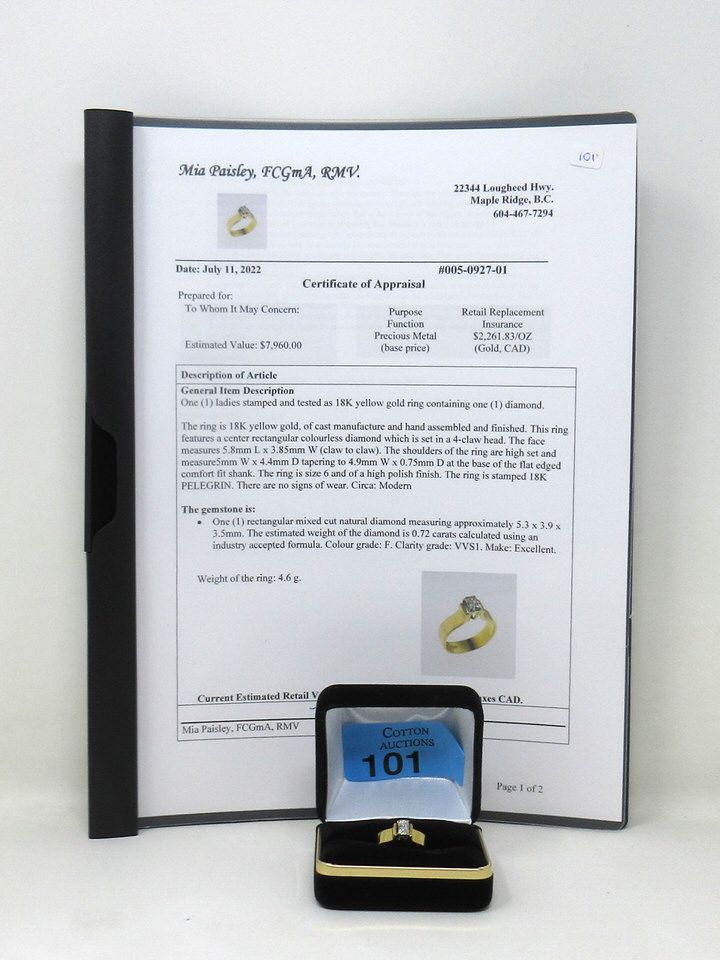 101
Mia Paisley, FCGmA, RMV.
22344 Lougheed Hwy.
Maple Ridge, B.C.
604-467-7294
Date: July 11, 2022
#005-0927-01
Certificate of Appraisal
Prepared for:
To Whom It May Concern:
Purpose Retail Replacement
Function Insurance
Precious Metal $2,261.83/OZ
Estimated Value: $7,960.00
(base price) (Gold, CAD)
Description of Article
General Item Description
One (1) ladies stamped and tested as 18K yellow gold ring containing one (1) diamond.
The ring is 18K yellow gold, of cast manufacture and hand assembled and finished. This ring
features a center rectangular colourless diamond which is set in a 4-claw head. The face
measures 5.8mm L x 3.85mm W (claw to claw). The shoulders of the ring are high set and
measure5mm W x 4.4mm D tapering to 4.9mm W x 0.75mm D at the base of the flat edged
comfort fit shank. The ring is size 6 and of a high polish finish. The ring is stamped 18K
PELEGRIN. There are no signs of wear. Circa: Modern
The gemstone is:
• One (1) rectangular mixed cut natural diamond measuring approximately 5.3 x 3.9 x
3.5mm. The estimated weight of the diamond is 0.72 carats calculated using an
industry accepted formula. Colour grade: F. Clarity grade: VVS1. Make: Excellent.
Weight of the ring: 4.6 g.
Current Estimated Retail V
xes CAD.
Mia Paisley, FCGmA, RMV
Page 1 of 2
COTTON
AUCTIONS
101